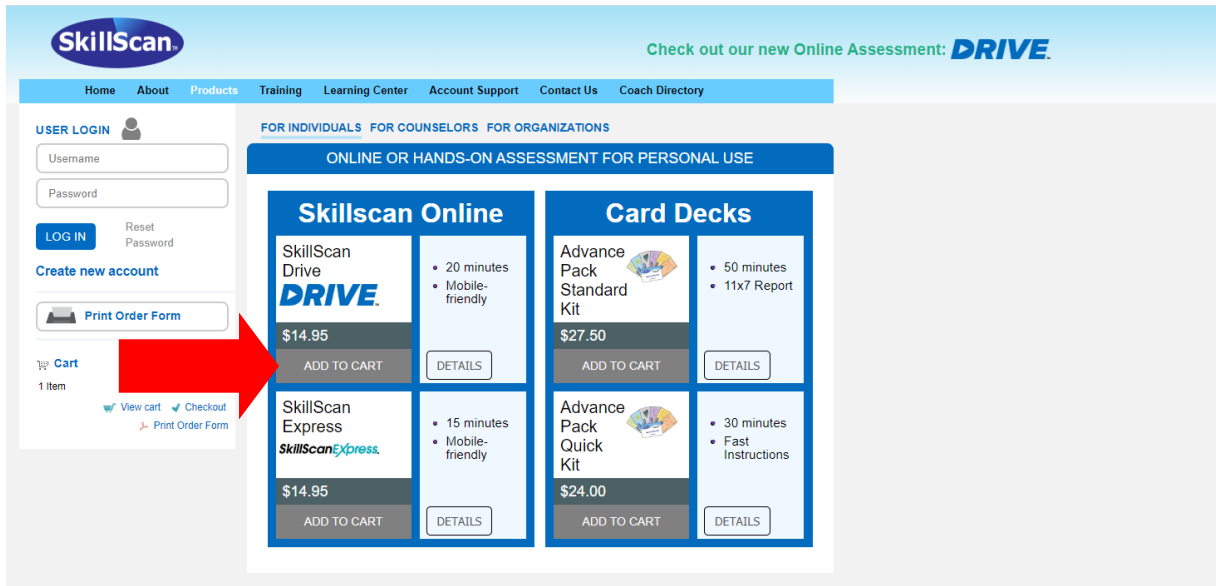 SkillScan™
Check out our new Online Assessment: DRIVE™
Home About Products Training Learning Center Account Support Contact Us Coach Directory
USER LOGIN
Username
Password
LOG IN
Reset
Password
Create new account
Print Order Form
Cart
1 Item
View cart Checkout
Print Order Form
FOR INDIVIDUALS FOR COUNSELORS FOR ORGANIZATIONS
ONLINE OR HANDS-ON ASSESSMENT FOR PERSONAL USE
Skillscan Online
SkillScan
Drive
DRIVE™
$14.95
ADD TO CART
• 20 minutes
• Mobile-
friendly
DETAILS
SkillScan
Express
SkillScanExpress™
$14.95
ADD TO CART
• 15 minutes
• Mobile-
friendly
DETAILS
Card Decks
Advance
Pack
Standard
Kit
$27.50
ADD TO CART
• 50 minutes
• 11x7 Report
DETAILS
Advance
Pack
Quick
Kit
$24.00
ADD TO CART
• 30 minutes
• Fast
Instructions
DETAILS